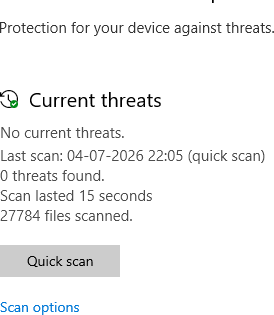 Protection for your device against threats.
Current threats
No current threats.
Last scan: 04-07-2026 22:05 (quick scan)
0 threats found.
Scan lasted 15 seconds
27784 files scanned.
Quick scan
Scan options